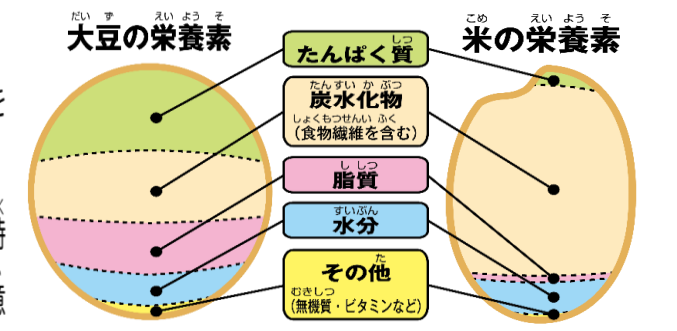 だい ず えい よう そ
大豆の栄養素
こめ えい よう そ
米の栄養素
しつ
たんぱく質
たんすい か ぶつ
炭水化物
しょくもつせんい ふく
(食物繊維を含む)
し しつ
脂質
すいぶん
水分
た
その他
むきしつ
(無機質・ビタミンなど)